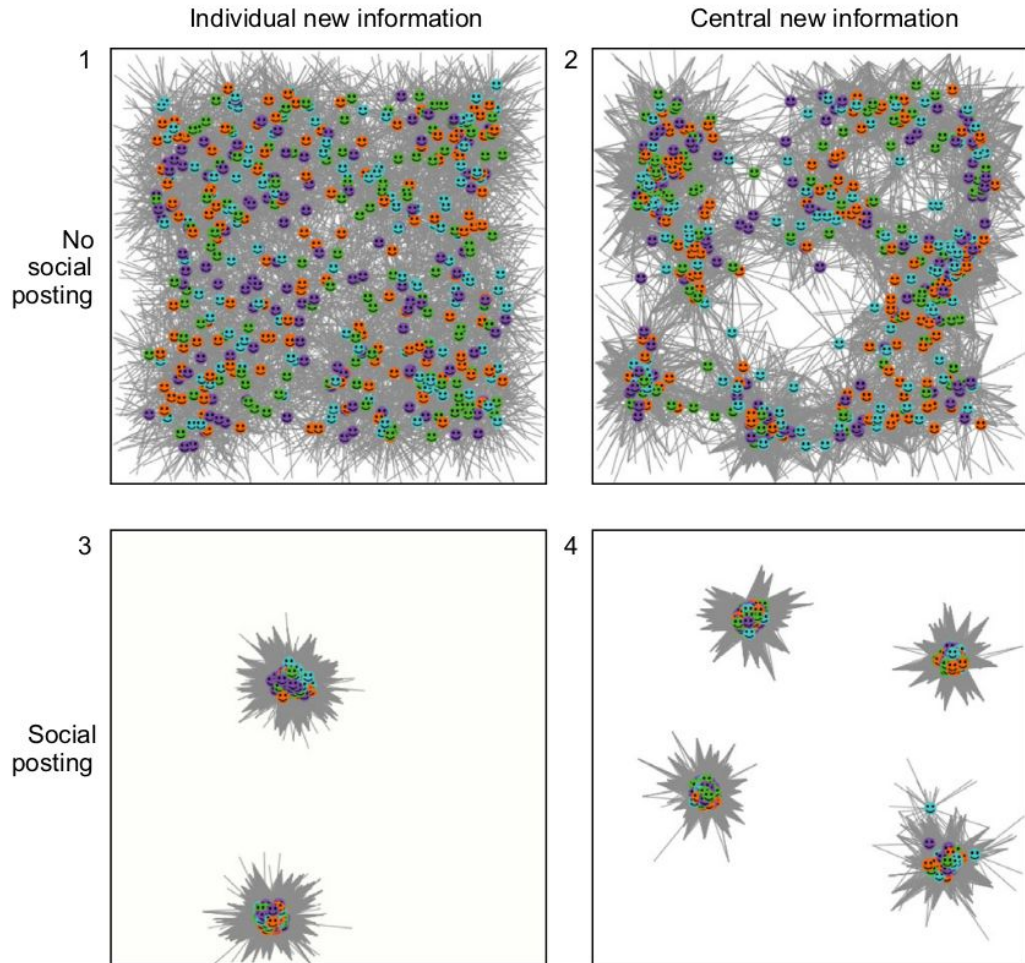 Individual new information
Central new information
1
2
No
social
posting
3
4
Social
posting